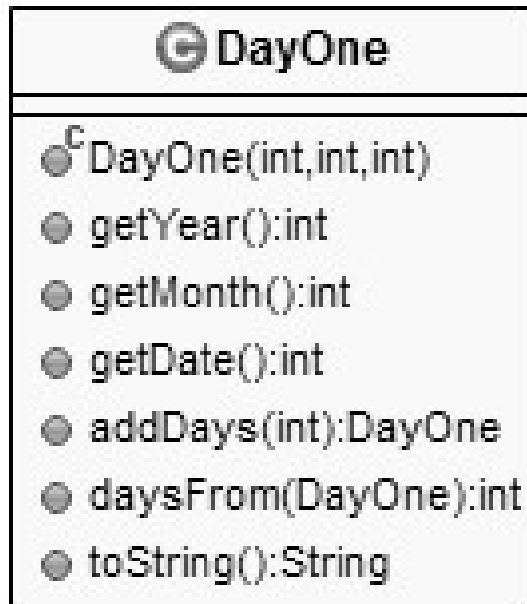 C DayOne
C DayOne(int,int,int)
getYear():int
getMonth():int
getDate():int
addDays(int):DayOne
daysFrom(DayOne):int
toString():String